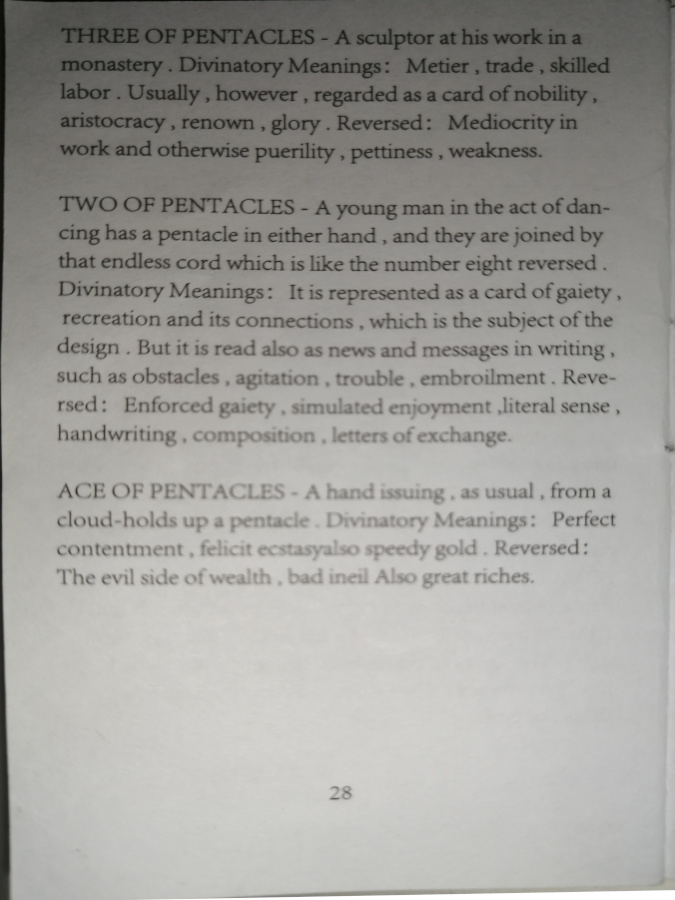 THREE OF PENTACLES - A sculptor at his work in a
monastery . Divinatory Meanings : Metier , trade , skilled
labor . Usually , however , regarded as a card of nobility ,
aristocracy , renown , glory . Reversed : Mediocrity in
work and otherwise puerility , pettiness , weakness.
TWO OF PENTACLES - A young man in the act of dan-
cing has a pentacle in either hand , and they are joined by
that endless cord which is like the number eight reversed .
Divinatory Meanings : It is represented as a card of gaiety ,
recreation and its connections , which is the subject of the
design . But it is read also as news and messages in writing ,
such as obstacles , agitation , trouble , embroilment . Reve-
rsed : Enforced gaiety , simulated enjoyment ,literal sense ,
handwriting , composition , letters of exchange.
ACE OF PENTACLES - A hand issuing , as usual , from a
cloud-holds up a pentacle . Divinatory Meanings : Perfect
contentment , felicit ecstasyalso speedy gold . Reversed :
The evil side of wealth , bad ineil Also great riches.
28